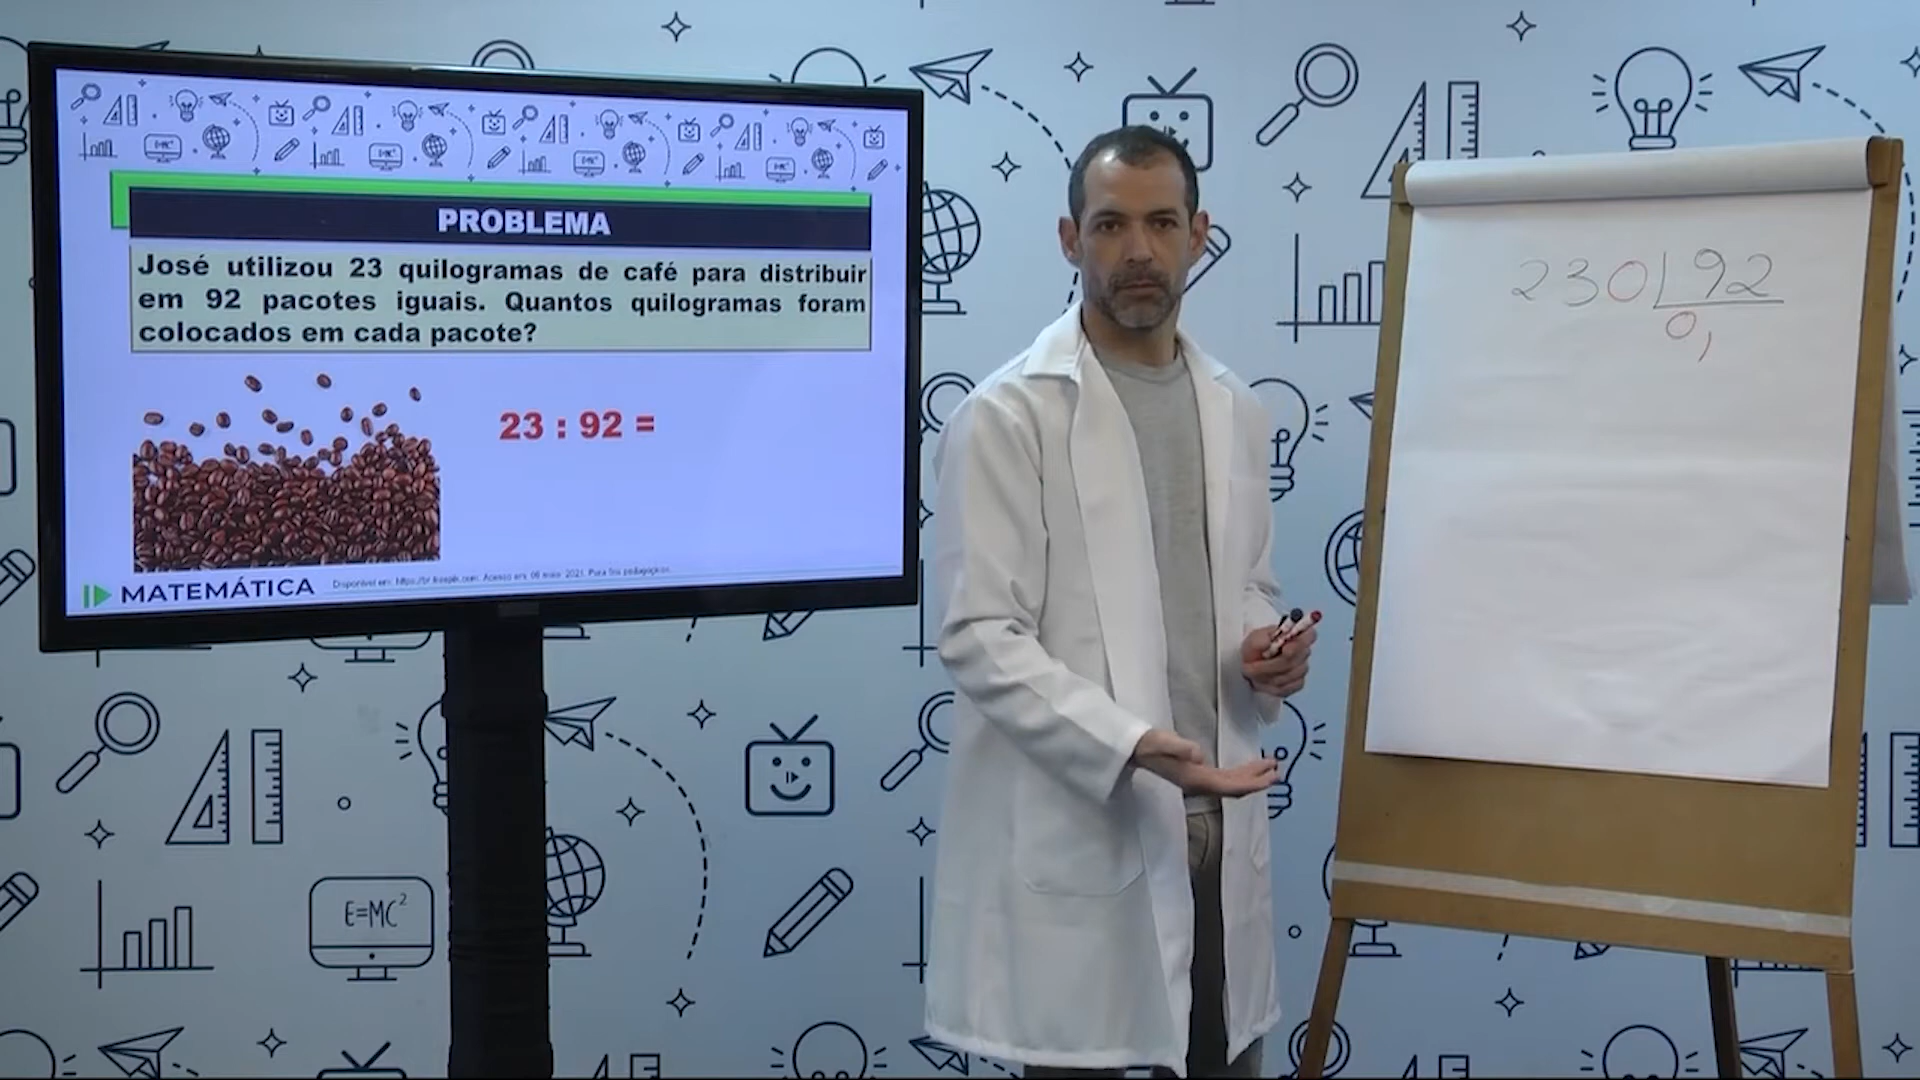 PROBLEMA
José utilizou 23 quilogramas de café para distribuir
em 92 pacotes iguais. Quantos quilogramas foram
colocados em cada pacote?
23 : 92 =
MATEMÁTICA
230 92
0,
E=MC²